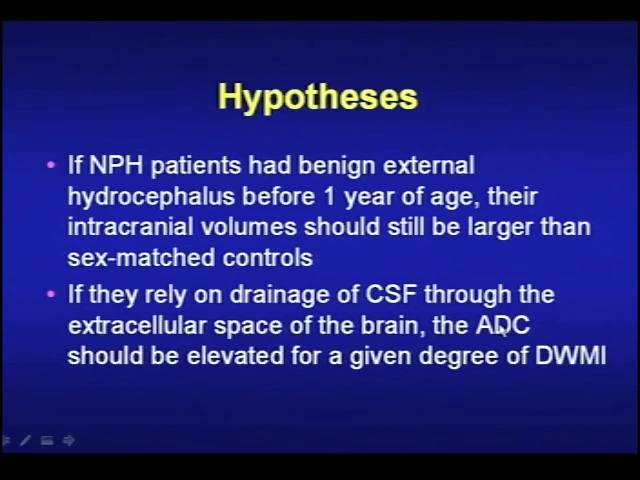 Hypotheses
• If NPH patients had benign external
hydrocephalus before 1 year of age, their
intracranial volumes should still be larger than
sex-matched controls
• If they rely on drainage of CSF through the
extracellular space of the brain, the ADC
should be elevated for a given degree of DWMI